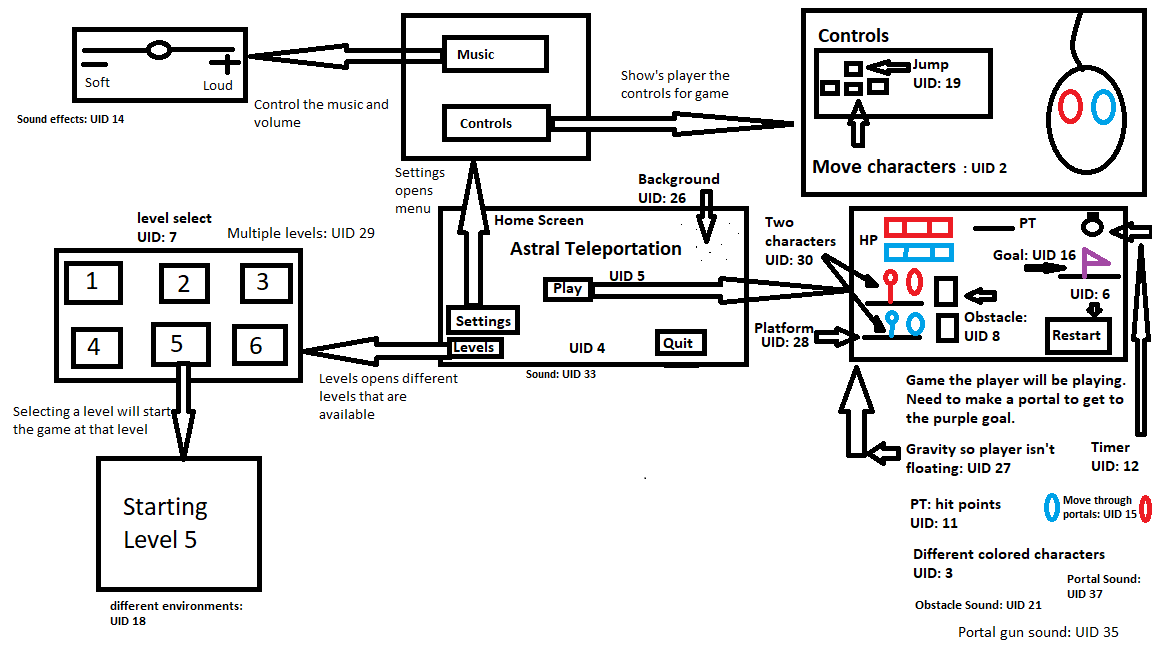 Music
Controls
Soft
Loud
Sound effects: UID 14
Control the music and
volume
Show's player the
controls for game
Controls
Jump
UID: 19
Move characters : UID 2
Settings
opens
menu
level select
UID: 7
Multiple levels: UID 29
1
2
3
4
5
6
Background
UID: 26
Home Screen
Astral Teleportation
UID 5
Play
Settings
Levels
UID 4
Quit
Sound: UID 33
Two
characters
UID: 30
Platform
UID: 28
HP
PT
Goal: UID 16
UID: 6
Obstacle:
UID 8
Restart
Levels opens different
levels that are
available
Selecting a level will start
the game at that level
Starting
Level 5
different environments:
UID 18
Game the player will be playing.
Need to make a portal to get to
the purple goal.
Gravity so player isn't
floating: UID 27
Timer
UID: 12
PT: hit points
UID: 11
Move through
portals: UID 15
Different colored characters
UID: 3
Portal Sound:
UID 37
Obstacle Sound: UID 21
Portal gun sound: UID 35